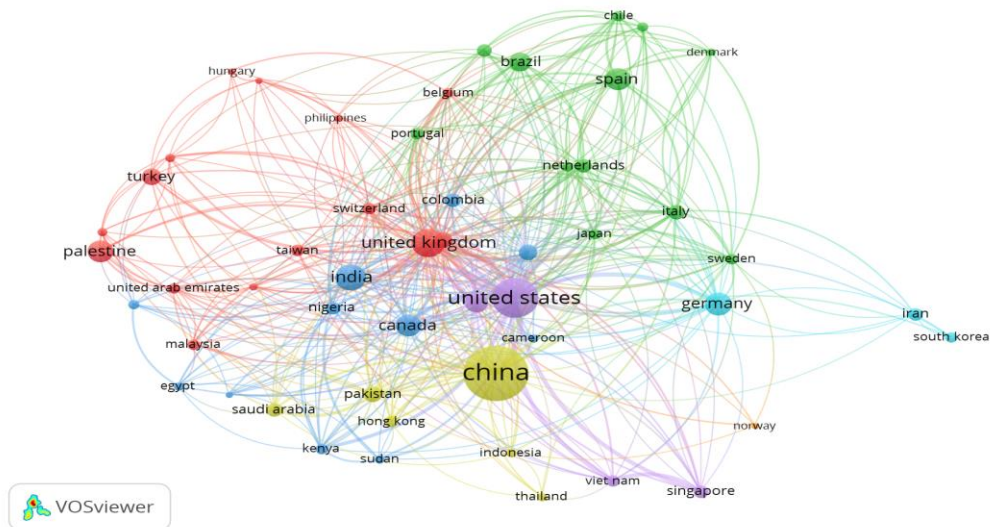 chile
denmark
brazil
spain
hungary
belgium
philippines
portugal
netherlands
turkey
colombia
switzerland
italy
japan
united kingdom
palestine
taiwan
sweden
india
united arab emirates
united states
germany
nigeria
iran
canada
cameroon
south korea
malaysia
china
egypt
pakistan
saudi arabia
hong kong
norway
kenya
indonesia
sudan
viet nam
singapore
thailand
VOSviewer